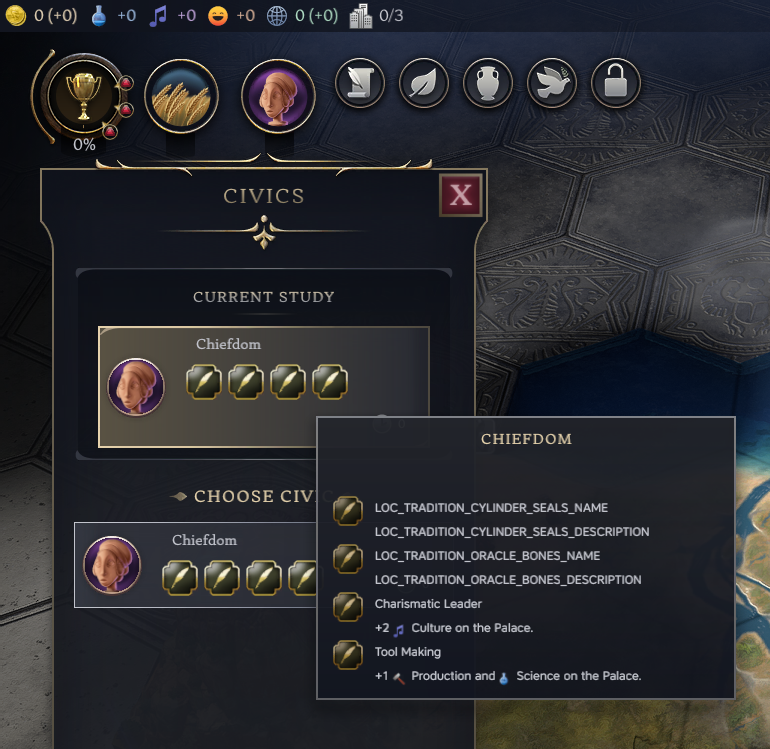 0 (+0) +0 +0 +0 0 (+0) 0/3
0%
CIVICS
X
CURRENT STUDY
Chiefdom
CHOOSE CIVIC
Chiefdom
CHIEFDOM
LOC_TRADITION_CYLINDER_SEALS_NAME
LOC_TRADITION_CYLINDER_SEALS_DESCRIPTION
LOC_TRADITION_ORACLE_BONES_NAME
LOC_TRADITION_ORACLE_BONES_DESCRIPTION
Charismatic Leader
+2 Culture on the Palace.
Tool Making
+1 Production and Science on the Palace.